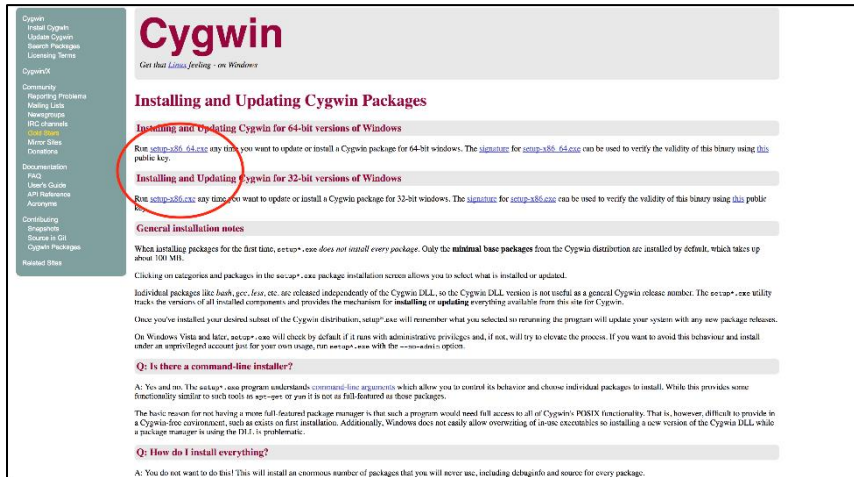 Cygwin
Install Cygwin
Update Cygwin
Search Packages
Licensing Terms
Cygwin/X
Community
Reporting Problems
Mailing Lists
Newsgroups
IRC channels
Gold Stars
Mirror Sites
Donations
Documentation
FAQ
User's Guide
API Reference
Acronyms
Contributing
Snapshots
Source in Git
Cygwin Packages
Related Sites
Cygwin
Get that Linux feeling - on Windows
Installing and Updating Cygwin Packages
Installing and Updating Cygwin for 64-bit versions of Windows
Run setup-x86_64.exe any time you want to update or install a Cygwin package for 64-bit windows. The signature for setup-x86_64.exe can be used to verify the validity of this binary using this
public key.
Installing and Updating Cygwin for 32-bit versions of Windows
Run setup-x86.exe any time you want to update or install a Cygwin package for 32-bit windows. The signature for setup-x86.exe can be used to verify the validity of this binary using this public
key.
General installation notes
When installing packages for the first time, setup*.exe does not install every package. Only the minimal base packages from the Cygwin distribution are installed by default, which takes up
about 100 MB.
Clicking on categories and packages in the setup*.exe package installation screen allows you to select what is installed or updated.
Individual packages like bash, gcc, less, etc. are released independently of the Cygwin DLL, so the Cygwin DLL version is not useful as a general Cygwin release number. The setup*.exe utility
tracks the versions of all installed components and provides the mechanism for installing or updating everything available from this site for Cygwin.
Once you've installed your desired subset of the Cygwin distribution, setup*.exe will remember what you selected so rerunning the program will update your system with any new package releases.
On Windows Vista and later, setup*.exe will check by default if it runs with administrative privileges and, if not, will try to elevate the process. If you want to avoid this behaviour and install
under an unprivileged account just for your own usage, run setup*.exe with the --no-admin option.
Q: Is there a command-line installer?
A: Yes and no. The setup*.exe program understands command-line arguments which allow you to control its behavior and choose individual packages to install. While this provides some
functionality similar to such tools as apt-get or yum it is not as full-featured as those packages.
The basic reason for not having a more full-featured package manager is that such a program would need full access to all of Cygwin's POSIX functionality. That is, however, difficult to provide in
a Cygwin-free environment, such as exists on first installation. Additionally, Windows does not easily allow overwriting of in-use executables so installing a new version of the Cygwin DLL while
a package manager is using the DLL is problematic.
Q: How do I install everything?
A: You do not want to do this! This will install an enormous number of packages that you will never use, including debuginfo and source for every package.